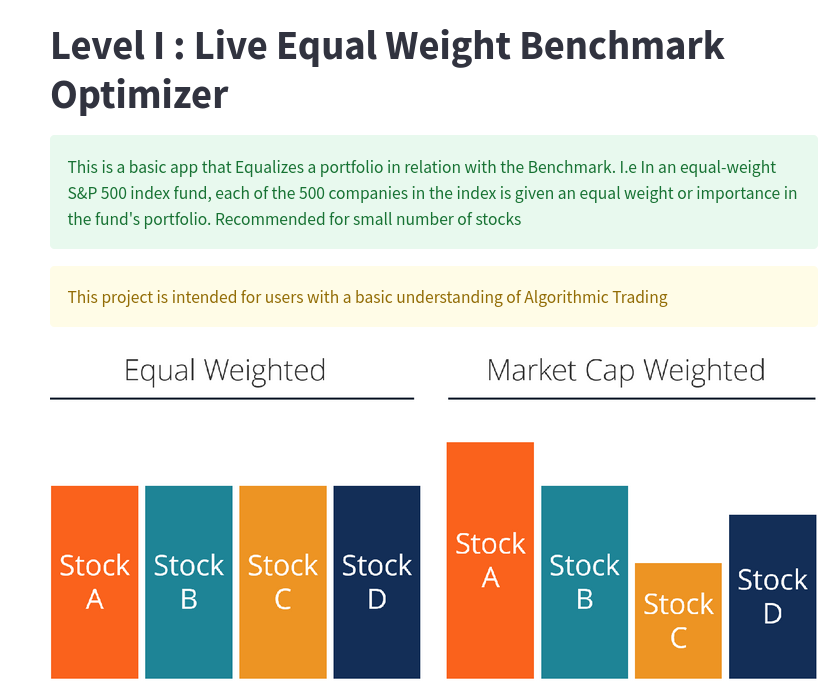 Level I : Live Equal Weight Benchmark
Optimizer
This is a basic app that Equalizes a portfolio in relation with the Benchmark. I.e In an equal-weight
S&P 500 index fund, each of the 500 companies in the index is given an equal weight or importance in
the fund's portfolio. Recommended for small number of stocks
This project is intended for users with a basic understanding of Algorithmic Trading
Equal Weighted
Stock
A
Stock
B
Stock
C
Stock
D
Market Cap Weighted
Stock
A
Stock
B
Stock
C
Stock
D